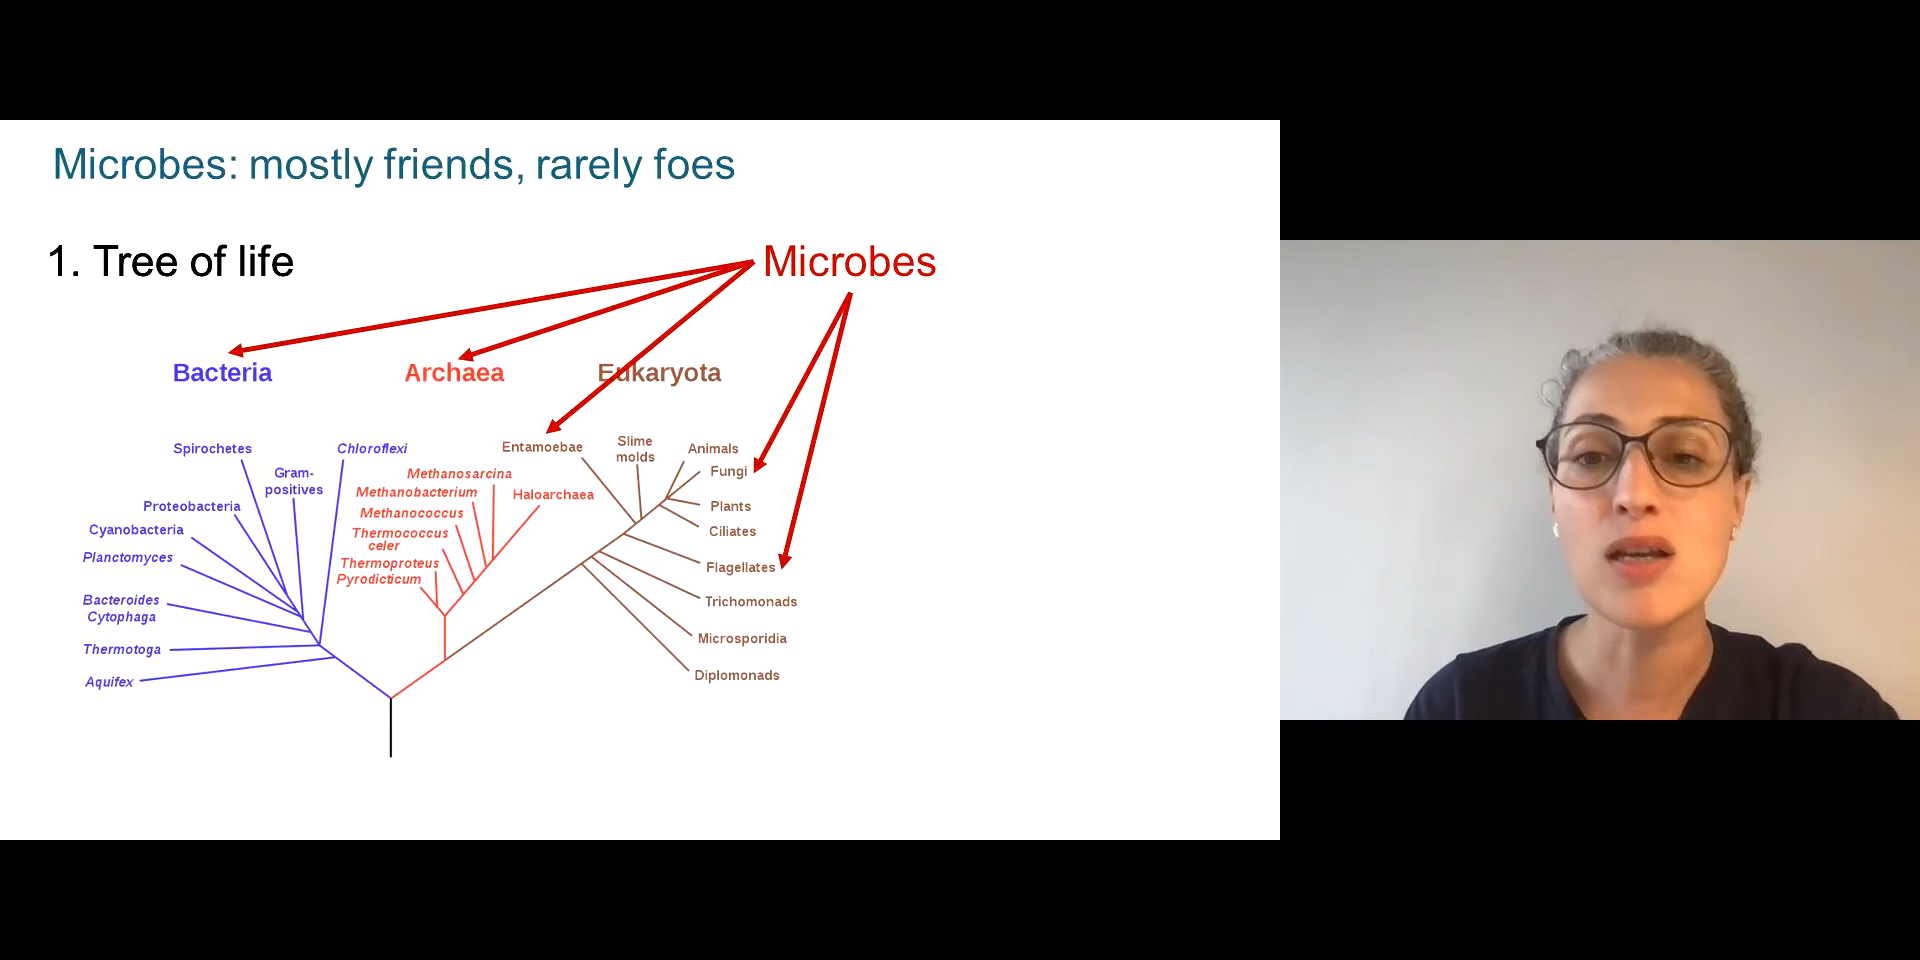 Microbes: mostly friends, rarely foes
1. Tree of life
Microbes
Bacteria
Archaea
Eukaryota
Spirochetes
Gram-
positives
Chloroflexi
Proteobacteria
Cyanobacteria
Planctomyces
Bacteroides
Cytophaga
Thermotoga
Aquifex
Methanosarcina
Methanobacterium
Haloarchaea
Methanococcus
Thermococcus
celer
Thermoproteus
Pyrodicticum
Entamoebae
Slime
molds
Animals
Fungi
Plants
Ciliates
Flagellates
Trichomonads
Microsporidia
Diplomonads